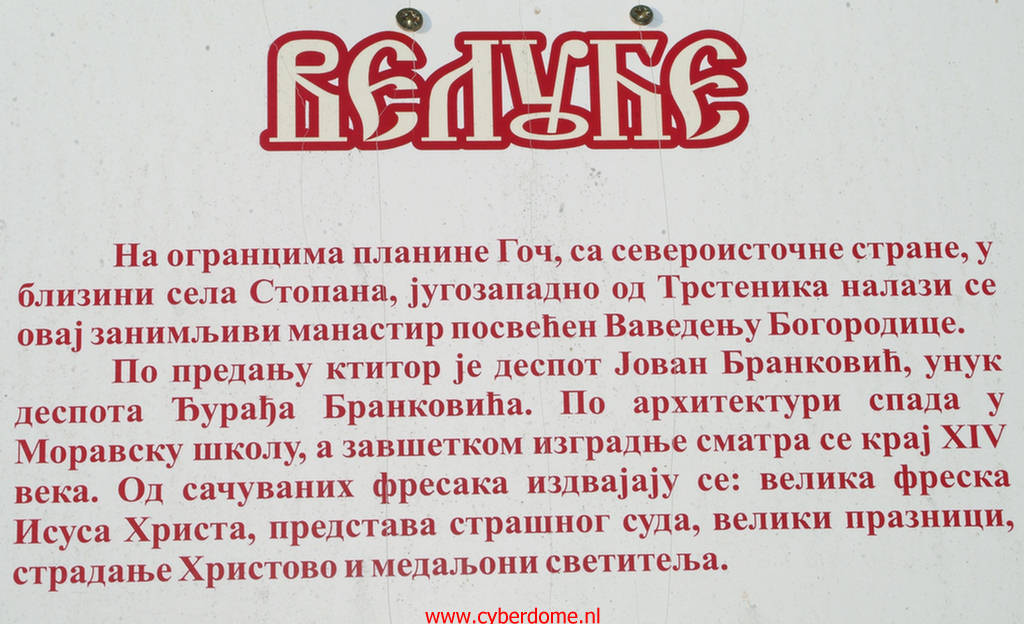 ВЕЛУЋЕ
На огранцима планине Гоч, са североисточне стране, у
близини села Стопана, југозападно од Трстеника налази се
овај занимљиви манастир посвећен Ваведењу Богородице.
По предању ктитор је деспот Јован Бранковић, унук
деспота Ђурађа Бранковића. По архитектури спада у
Моравску школу, а завшетком изградње сматра се крај XIV
века. Од сачуваних фресака издвајају се: велика фреска
Исуса Христа, представа страшног суда, велики празници,
страдање Христово и медаљони светитеља.
www.cyberdome.nl